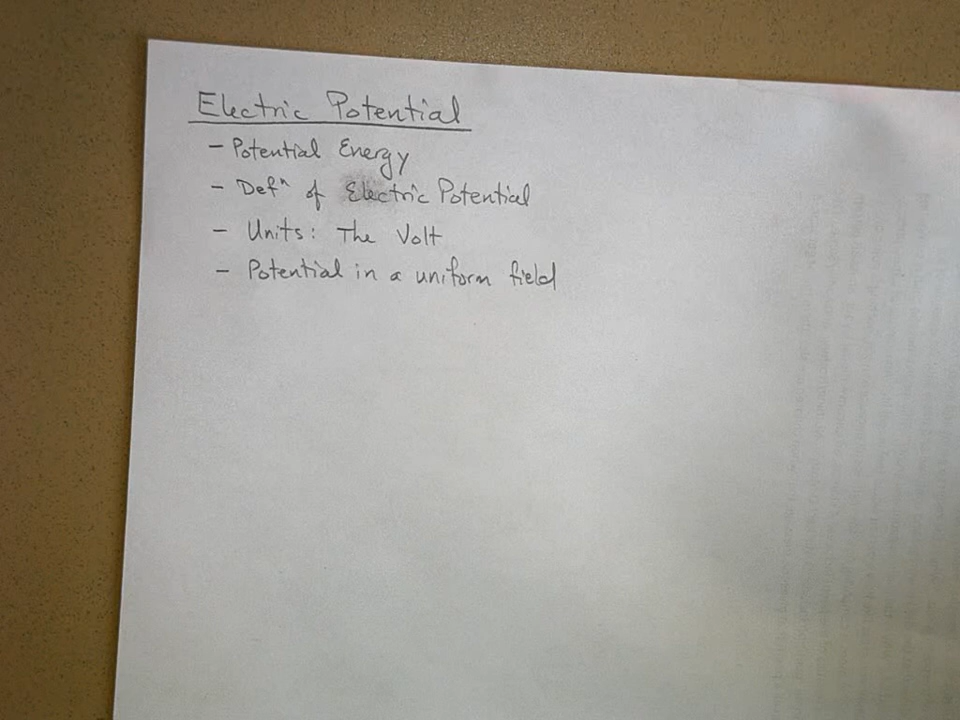 Electric Potential
- Potential Energy
- Defⁿ of Electric Potential
- Units: The Volt
- Potential in a uniform field